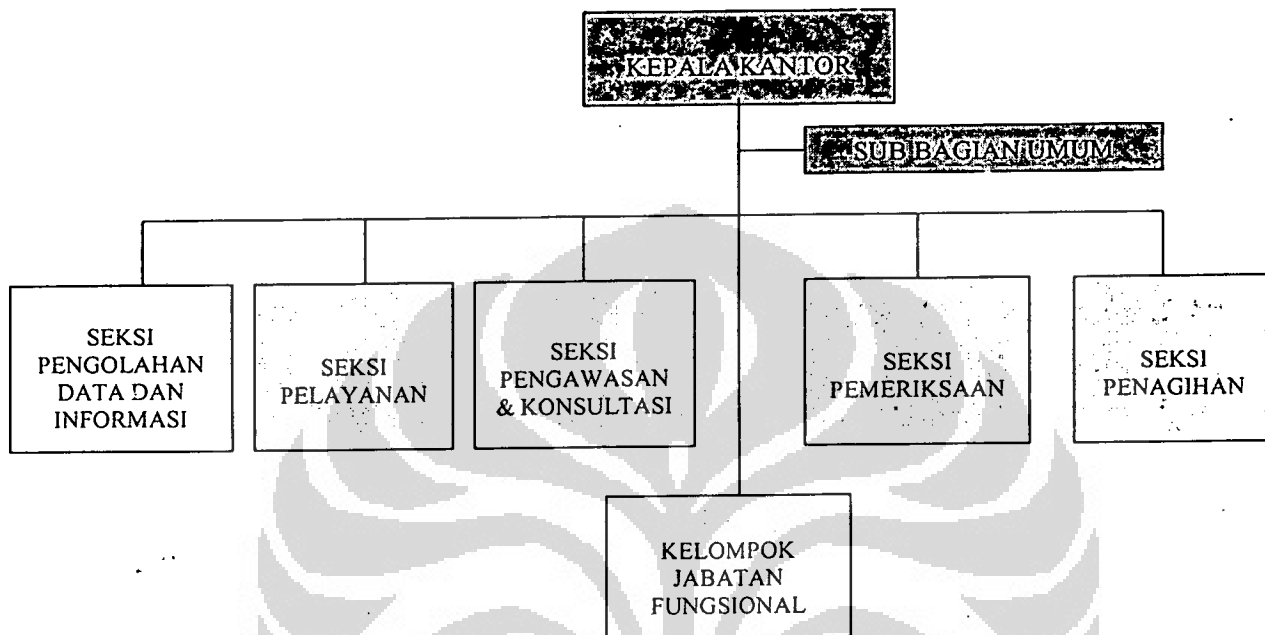 KEPALA KANTOR
SUB BAGIAN UMUM
SEKSI
PENGOLAHAN
DATA DAN
INFORMASI
SEKSI
PELAYANAN
SEKSI
PENGAWASAN
& KONSULTASI
SEKSI
PEMERIKSAAN
SEKSI
PENAGIHAN
KELOMPOK
JABATAN
FUNGSIONAL